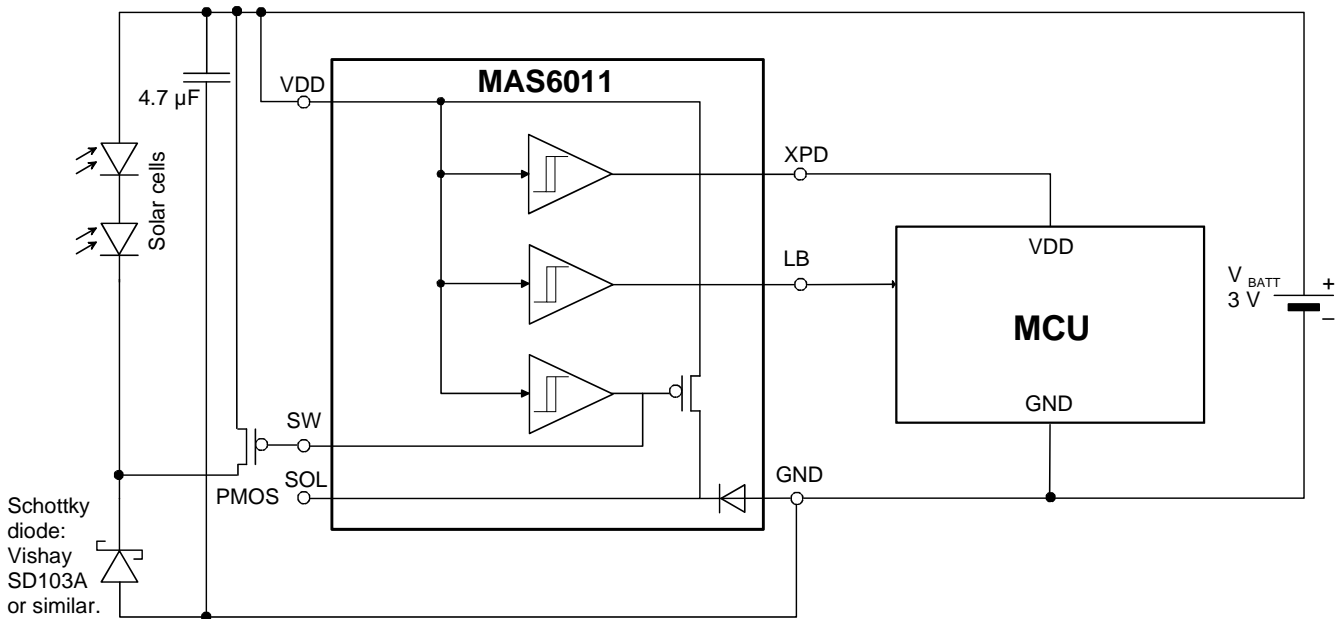 MAS6011
VDD
4.7 µF
Solar cells
XPD
VDD
LB
V BATT
3 V
+
–
MCU
GND
SW
SOL
PMOS
GND
Schottky
diode:
Vishay
SD103A
or similar.